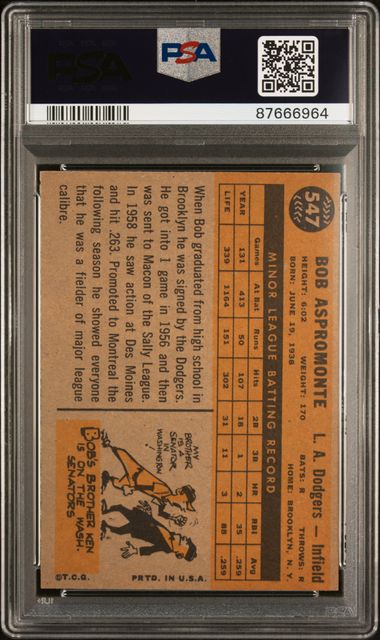 PSA
PSA
87666964
547
BOB ASPROMONTE L. A. Dodgers — Infield
HEIGHT: 6:02 WEIGHT: 170 BATS: R THROWS: R
BORN: JUNE 19, 1938 HOME: BROOKLYN, N. Y.
MINOR LEAGUE BATTING RECORD
Games At Bat Runs Hits 2B 3B HR RBI Avg
YEAR 131 413 50 107 18 1 2 35 .259
LIFE 339 1164 151 302 31 11 3 88 .259
When Bob graduated from high school in
Brooklyn he was signed by the Dodgers.
He got into 1 game in 1956 and then
was sent to Macon of the Sally League.
In 1958 he saw action at Des Moines
and hit .263. Promoted to Montreal the
following season he showed everyone
that he was a fielder of major league
calibre.
MY
BROTHER
IS A
SENATOR
IN
WASHINGTON!
BOB'S BROTHER KEN
IS ON THE WASH.
SENATORS
©T.C.G. PRTD. IN U.S.A.